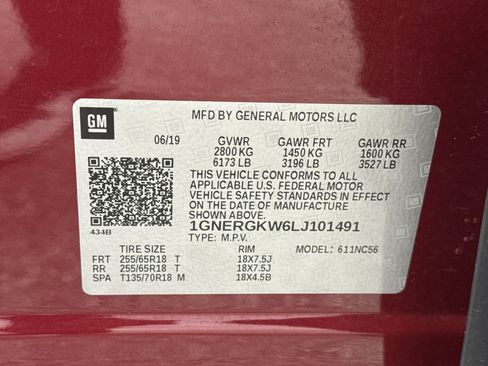 GM
MFD BY GENERAL MOTORS LLC
06/19 GVWR GAWR FRT GAWR RR
2800 KG 1450 KG 1600 KG
6173 LB 3196 LB 3527 LB
THIS VEHICLE CONFORMS TO ALL
APPLICABLE U.S. FEDERAL MOTOR
VEHICLE SAFETY STANDARDS IN EFFECT
ON THE DATE OF MANUFACTURE
SHOWN ABOVE.
434B
1GNERGKW6LJ101491
TYPE: M.P.V.
TIRE SIZE RIM MODEL: 611NC56
FRT 255/65R18 T 18X7.5J
RR 255/65R18 T 18X7.5J
SPA T135/70R18 M 18X4.5B